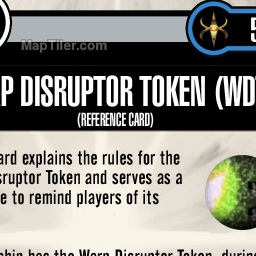 MapTiler.com
5
P DISRUPTOR TOKEN (WD
(REFERENCE CARD)
ard explains the rules for the
sruptor Token and serves as a
e to remind players of its
ship has the Warp Disruptor Token, durin